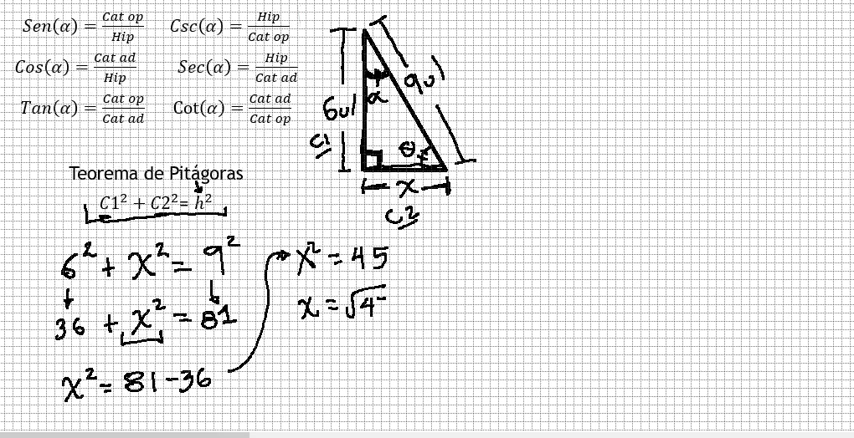 Sen(α) = Cat op / Hip Csc(α) = Hip / Cat op
Cos(α) = Cat ad / Hip Sec(α) = Hip / Cat ad
Tan(α) = Cat op / Cat ad Cot(α) = Cat ad / Cat op
6ul
C1
α
9ul
θ
x
C2
Teorema de Pitágoras
C1² + C2² = h²
6² + x² = 9²
36 + x² = 81
x² = 81 - 36
x² = 45
x = √4